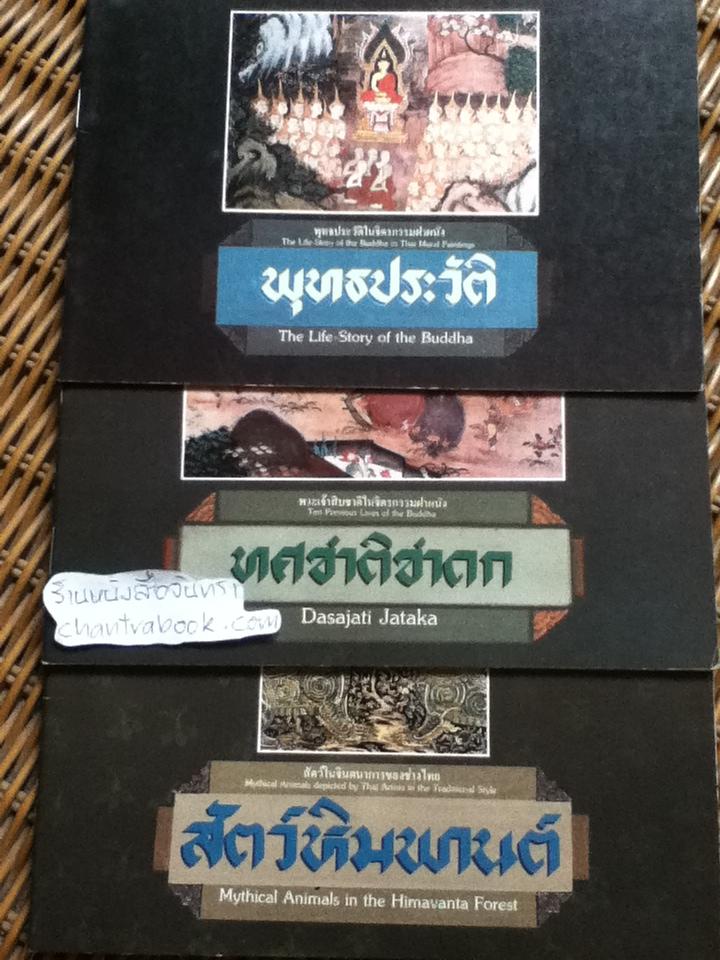 พุทธประวัติในจิตรกรรมฝาผนัง
The Life Story of the Buddha in Thai Mural Paintings
พุทธประวัติ
The Life Story of the Buddha
พระเจ้าสิบชาติในจิตรกรรมฝาผนัง
Ten Previous Lives of the Buddha
ทศชาติชาดก
Dasajati Jataka
ร้านหนังสือจันทรา
chantrabook.com
สัตว์ในจินตนาการของช่างไทย
Mythical Animals depicted by Thai Artists in the Traditional Style
สัตว์หิมพานต์
Mythical Animals in the Himavanta Forest